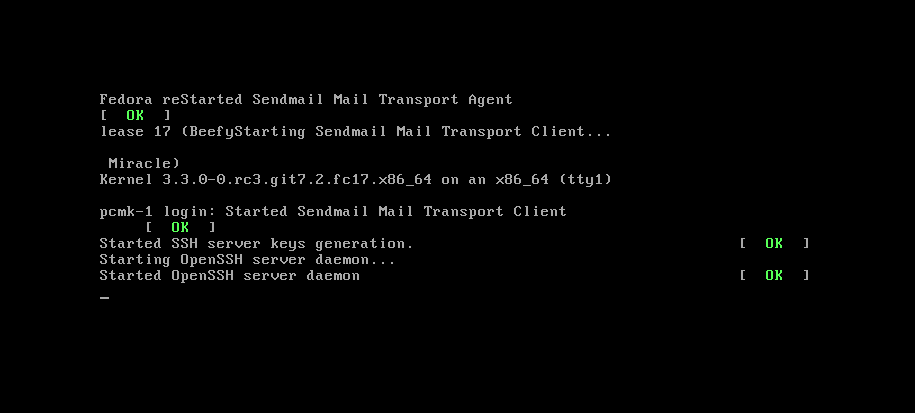 Fedora reStarted Sendmail Mail Transport Agent
[  OK  ]
lease 17 (BeefyStarting Sendmail Mail Transport Client...
 Miracle)
Kernel 3.3.0-0.rc3.git7.2.fc17.x86_64 on an x86_64 (tty1)
pcmk-1 login: Started Sendmail Mail Transport Client
     [  OK  ]
Started SSH server keys generation.                                    [  OK  ]
Starting OpenSSH server daemon...
Started OpenSSH server daemon                                          [  OK  ]